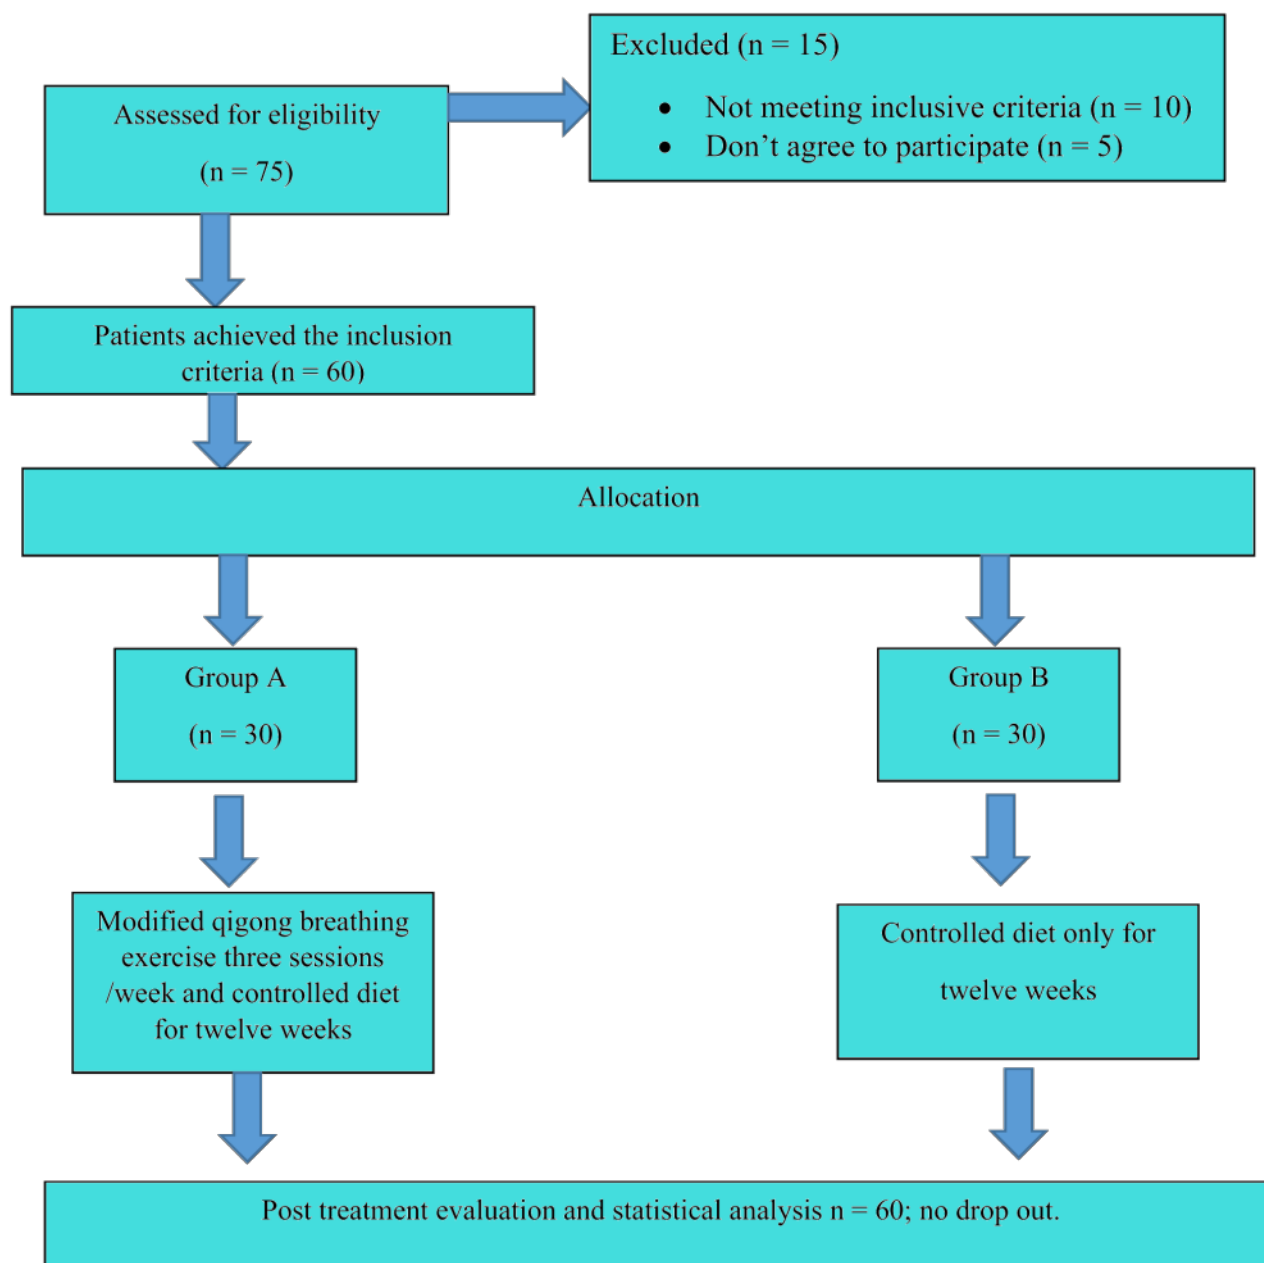 Excluded (n = 15)
• Not meeting inclusive criteria (n = 10)
• Don’t agree to participate (n = 5)
Assessed for eligibility
(n = 75)
Patients achieved the inclusion
criteria (n = 60)
Allocation
Group A
(n = 30)
Group B
(n = 30)
Modified qigong breathing
exercise three sessions
/week and controlled diet
for twelve weeks
Controlled diet only for
twelve weeks
Post treatment evaluation and statistical analysis n = 60; no drop out.